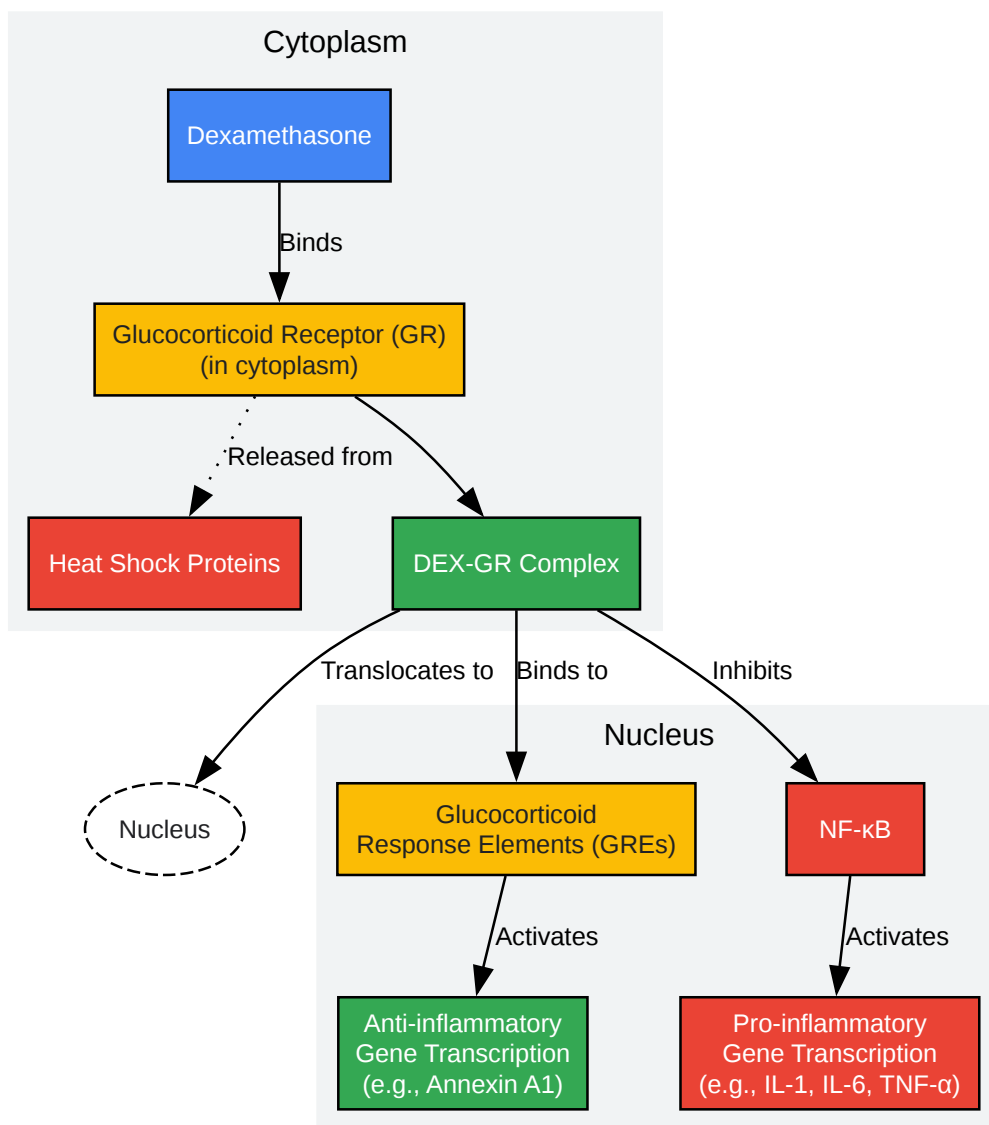 Cytoplasm
Dexamethasone
Binds
Glucocorticoid Receptor (GR)
(in cytoplasm)
Released from
Heat Shock Proteins
DEX-GR Complex
Translocates to
Binds to
Inhibits
Nucleus
Nucleus
Glucocorticoid
Response Elements (GREs)
NF-κB
Activates
Activates
Anti-inflammatory
Gene Transcription
(e.g., Annexin A1)
Pro-inflammatory
Gene Transcription
(e.g., IL-1, IL-6, TNF-α)